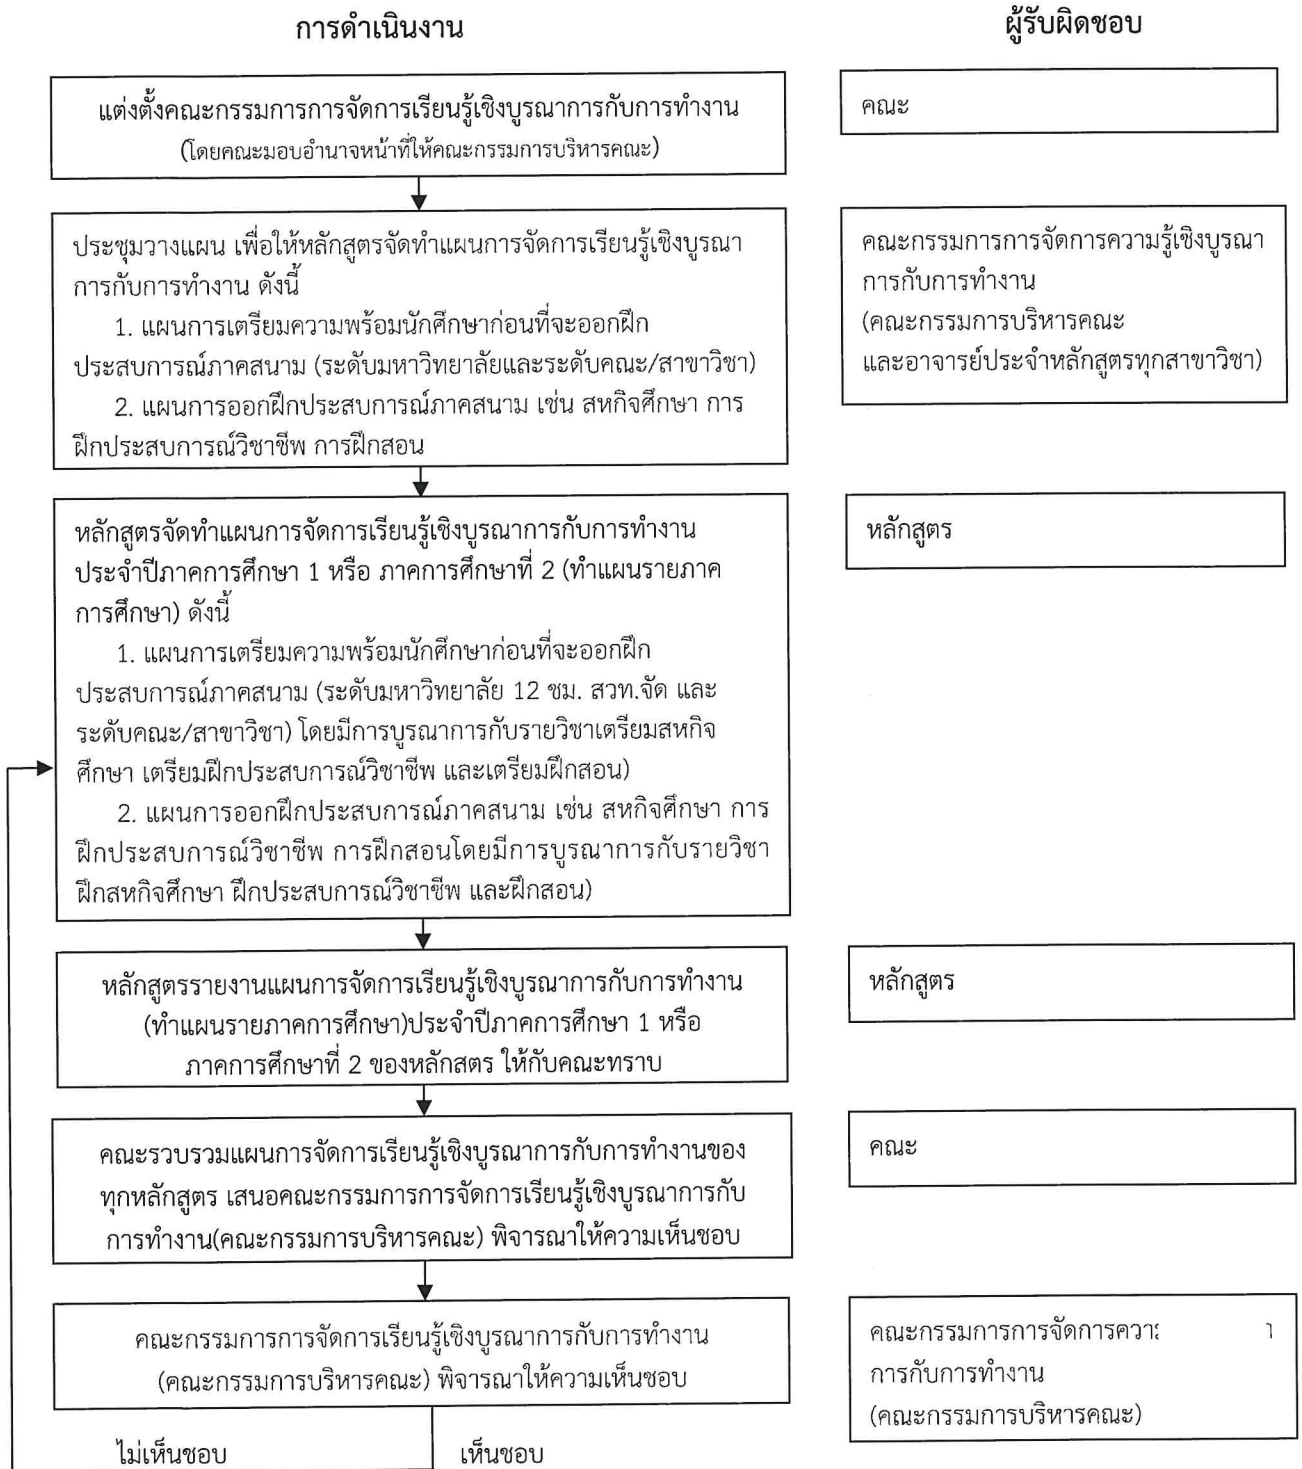 การดำเนินงาน
ผู้รับผิดชอบ
แต่งตั้งคณะกรรมการการจัดการเรียนรู้เชิงบูรณาการกับการทำงาน
(โดยคณะมอบอำนาจหน้าที่ให้คณะกรรมการบริหารคณะ)
คณะ
ประชุมวางแผน เพื่อให้หลักสูตรจัดทำแผนการจัดการเรียนรู้เชิงบูรณา
การกับการทำงาน ดังนี้
1. แผนการเตรียมความพร้อมนักศึกษาก่อนที่จะออกฝึก
ประสบการณ์ภาคสนาม (ระดับมหาวิทยาลัยและระดับคณะ/สาขาวิชา)
2. แผนการออกฝึกประสบการณ์ภาคสนาม เช่น สหกิจศึกษา การ
ฝึกประสบการณ์วิชาชีพ การฝึกสอน
คณะกรรมการการจัดการความรู้เชิงบูรณา
การกับการทำงาน
(คณะกรรมการบริหารคณะ
และอาจารย์ประจำหลักสูตรทุกสาขาวิชา)
หลักสูตรจัดทำแผนการจัดการเรียนรู้เชิงบูรณาการกับการทำงาน
ประจำปีภาคการศึกษา 1 หรือ ภาคการศึกษาที่ 2 (ทำแผนรายภาค
การศึกษา) ดังนี้
1. แผนการเตรียมความพร้อมนักศึกษาก่อนที่จะออกฝึก
ประสบการณ์ภาคสนาม (ระดับมหาวิทยาลัย 12 ชม. สวท.จัด และ
ระดับคณะ/สาขาวิชา) โดยมีการบูรณาการกับรายวิชาเตรียมสหกิจ
ศึกษา เตรียมฝึกประสบการณ์วิชาชีพ และเตรียมฝึกสอน)
2. แผนการออกฝึกประสบการณ์ภาคสนาม เช่น สหกิจศึกษา การ
ฝึกประสบการณ์วิชาชีพ การฝึกสอนโดยมีการบูรณาการกับรายวิชา
ฝึกสหกิจศึกษา ฝึกประสบการณ์วิชาชีพ และฝึกสอน)
หลักสูตร
หลักสูตรรายงานแผนการจัดการเรียนรู้เชิงบูรณาการกับการทำงาน
(ทำแผนรายภาคการศึกษา)ประจำปีภาคการศึกษา 1 หรือ
ภาคการศึกษาที่ 2 ของหลักสตร ให้กับคณะทราบ
หลักสูตร
คณะรวบรวมแผนการจัดการเรียนรู้เชิงบูรณาการกับการทำงานของ
ทุกหลักสูตร เสนอคณะกรรมการการจัดการเรียนรู้เชิงบูรณาการกับ
การทำงาน(คณะกรรมการบริหารคณะ) พิจารณาให้ความเห็นชอบ
คณะ
คณะกรรมการการจัดการเรียนรู้เชิงบูรณาการกับการทำงาน
(คณะกรรมการบริหารคณะ) พิจารณาให้ความเห็นชอบ
คณะกรรมการการจัดการ
การกับการทำงาน
(คณะกรรมการบริหารคณะ)
ไม่เห็นชอบ
เห็นชอบ